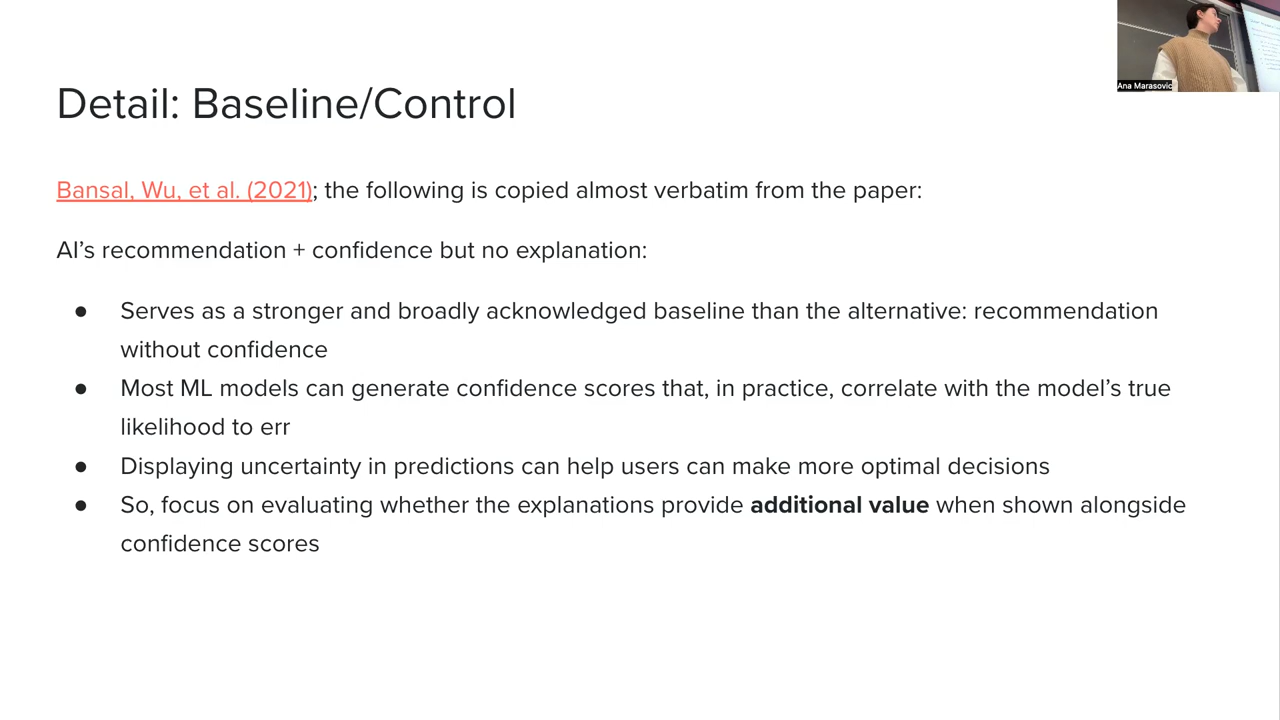 Ana Marasovic
Detail: Baseline/Control
Bansal, Wu, et al. (2021); the following is copied almost verbatim from the paper:
AI's recommendation + confidence but no explanation:
● Serves as a stronger and broadly acknowledged baseline than the alternative: recommendation
without confidence
● Most ML models can generate confidence scores that, in practice, correlate with the model's true
likelihood to err
● Displaying uncertainty in predictions can help users can make more optimal decisions
● So, focus on evaluating whether the explanations provide additional value when shown alongside
confidence scores